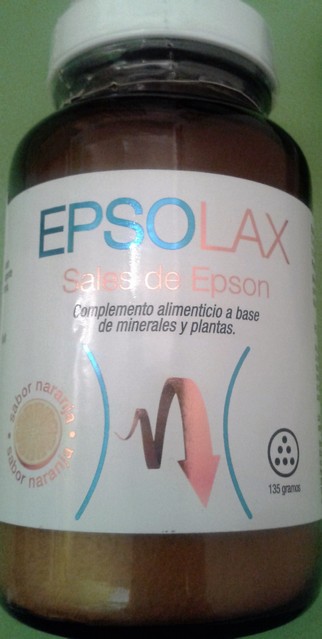 EPSOLAX
Sales de Epson
Complemento alimenticio a base
de minerales y plantas.
sabor naranja
sabor naranja
135 gramos